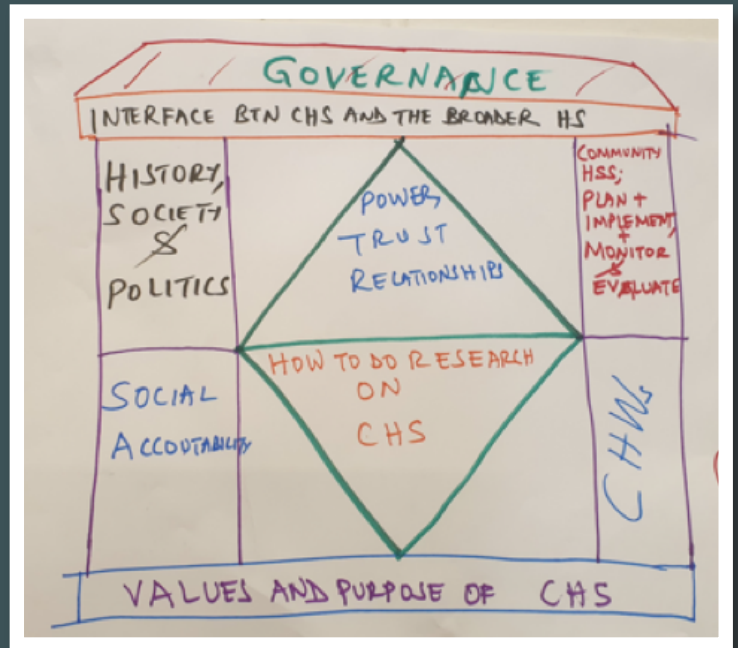 GOVERNANCE
INTERFACE BTN CHS AND THE BROADER HS
HISTORY,
SOCIETY
&
POLITICS
POWER,
TRUST
RELATIONSHIPS
COMMUNITY
HSS;
PLAN +
IMPLEMENT,
+
MONITOR
&
EVALUATE
HOW TO DO RESEARCH
ON
CHS
SOCIAL
ACCOUTABILITY
CHWs
VALUES AND PURPOSE OF CHS